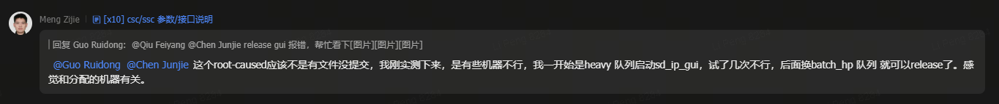 Meng Zijie | [x10] csc/ssc 参数/接口说明
回复 Guo Ruidong: @Qiu Feiyang @Chen Junjie release gui 报错，帮忙看下[图片][图片][图片]
@Guo Ruidong @Chen Junjie 这个root-caused应该不是有文件没提交，我刚实测下来，是有些机器不行，我一开始是heavy 队列启动sd_ip_gui，试了几次不行，后面换batch_hp 队列 就可以release了。感
觉和分配的机器有关。